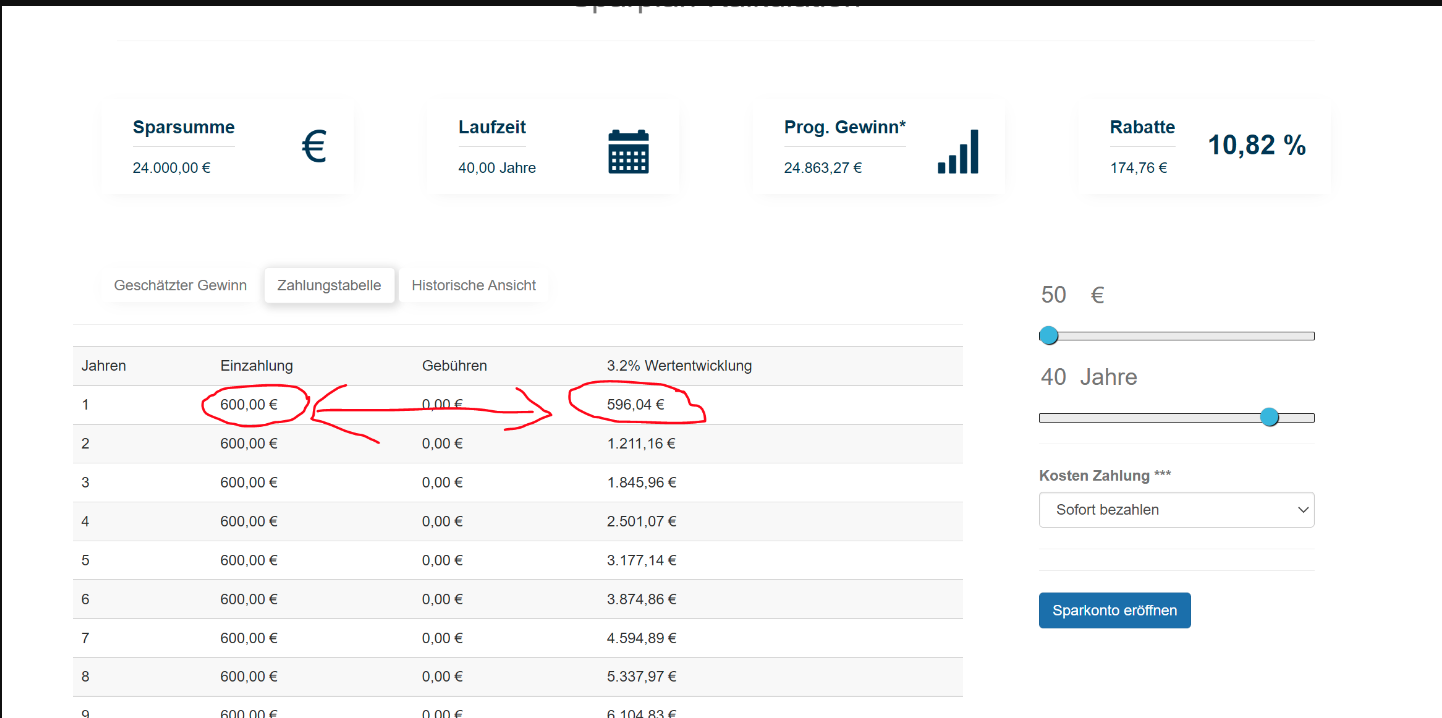 Sparsumme
24.000,00 €
€
Laufzeit
40,00 Jahre
Prog. Gewinn*
24.863,27 €
Rabatte
174,76 €
10,82 %
Geschätzter Gewinn Zahlungstabelle Historische Ansicht
Jahren Einzahlung Gebühren 3.2% Wertentwicklung
1 600,00 € 0,00 € 596,04 €
2 600,00 € 0,00 € 1.211,16 €
3 600,00 € 0,00 € 1.845,96 €
4 600,00 € 0,00 € 2.501,07 €
5 600,00 € 0,00 € 3.177,14 €
6 600,00 € 0,00 € 3.874,86 €
7 600,00 € 0,00 € 4.594,89 €
8 600,00 € 0,00 € 5.337,97 €
9 600,00 € 0,00 € 6.104,83 €
50 €
40 Jahre
Kosten Zahlung ***
Sofort bezahlen
Sparkonto eröffnen